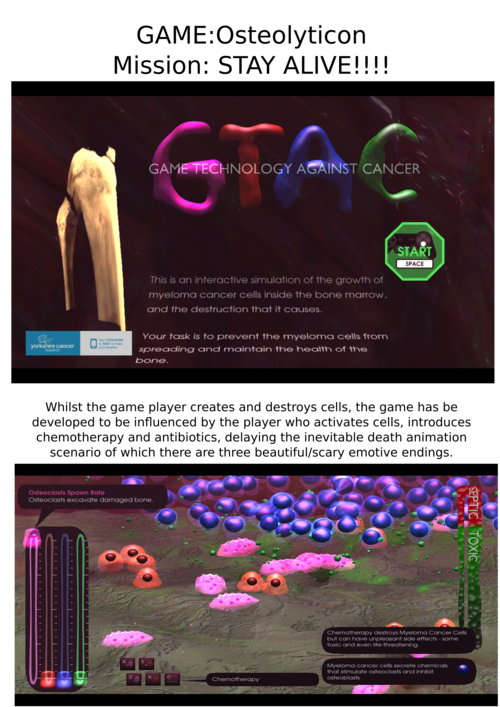 GAME:Osteolyticon
Mission: STAY ALIVE!!!!
GTAC
GAME TECHNOLOGY AGAINST CANCER
START
SPACE
This is an interactive simulation of the growth of
myeloma cancer cells inside the bone marrow,
and the destruction that it causes.
yorkshire cancer
Your task is to prevent the myeloma cells from
spreading and maintain the health of the
bone.
Whilst the game player creates and destroys cells, the game has be
developed to be influenced by the player who activates cells, introduces
chemotherapy and antibiotics, delaying the inevitable death animation
scenario of which there are three beautiful/scary emotive endings.
Osteoclasts Spawn Rate
Osteoclasts excavate damaged bone.
SEPTIC
TOXIC
Chemotherapy destroys Myeloma Cancer Cells
but can have unpleasant side effects - some
toxic and even life-threatening.
Myeloma cancer cells secrete chemicals
that stimulate osteoclasts and inhibit
osteoblasts
Chemotherapy